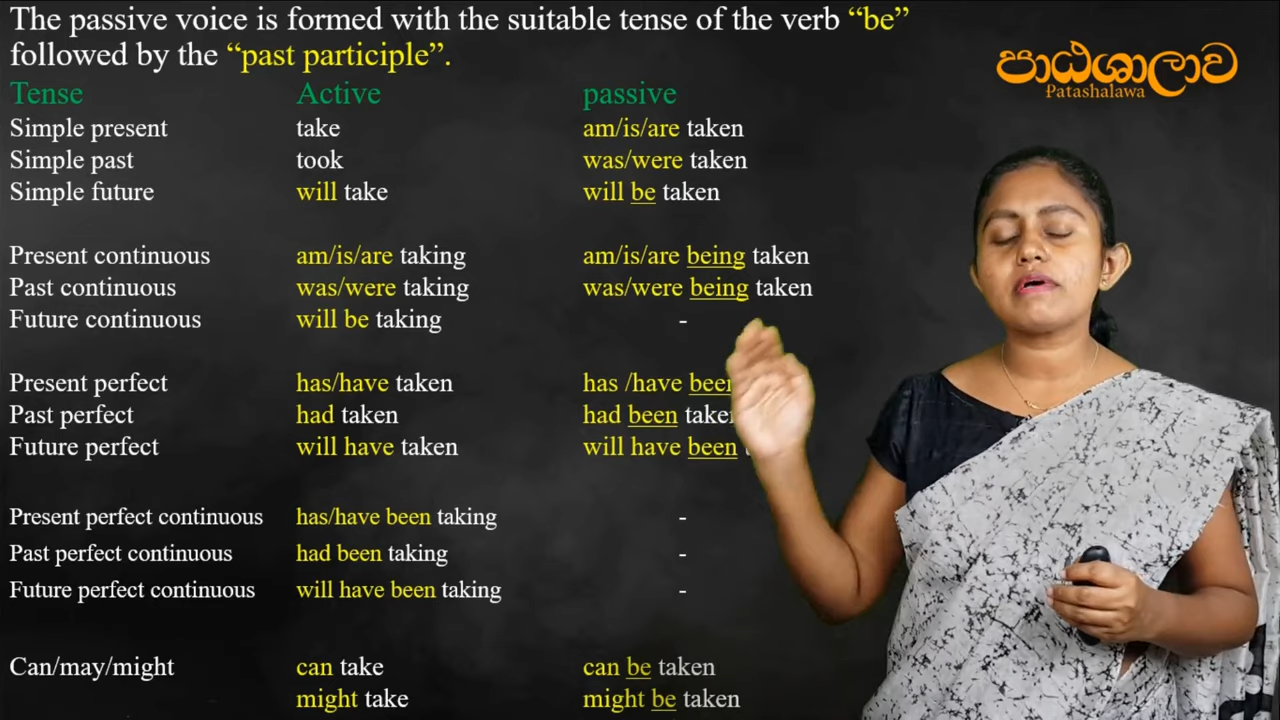 The passive voice is formed with the suitable tense of the verb “be”
followed by the “past participle”.
පාඨශාලාව
Patashalawa
Tense Active passive
Simple present take am/is/are taken
Simple past took was/were taken
Simple future will take will be taken
Present continuous am/is/are taking am/is/are being taken
Past continuous was/were taking was/were being taken
Future continuous will be taking -
Present perfect has/have taken has /have
Past perfect had taken had been
Future perfect will have taken will have been
Present perfect continuous has/have been taking -
Past perfect continuous had been taking -
Future perfect continuous will have been taking -
Can/may/might can take can be taken
might take might be taken